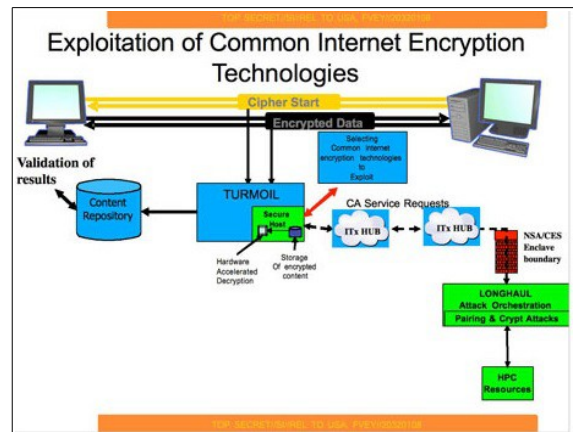 TOP SECRET//SI//REL TO USA, FVEY//20320108
Exploitation of Common Internet Encryption
Technologies
Cipher Start
Encrypted Data
Validation of
results
Content
Repository
TURMOIL
Secure
Host
Selecting
Common Internet
encryption technologies
to
Exploit
Hardware
Accelerated
Decryption
Storage
Of encrypted
content
CA Service Requests
ITx HUB
ITx HUB
NSA/CES
Enclave
boundary
LONGHAUL
Attack Orchestration
Pairing & Crypt Attacks
HPC
Resources
TOP SECRET//SI//REL TO USA, FVEY//20320108